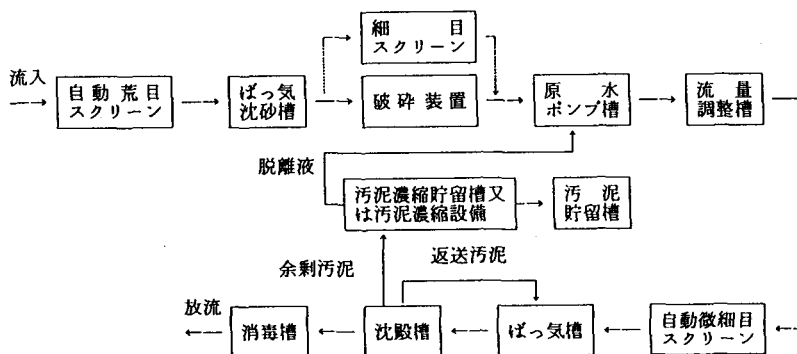 細目
スクリーン
流入
自動荒目
スクリーン
ばっ気
沈砂槽
破砕装置
原水
ポンプ槽
流量
調整槽
脱離液
汚泥濃縮貯留槽又
は汚泥濃縮設備
汚泥
貯留槽
余剰汚泥
返送汚泥
放流
消毒槽
沈殿槽
ばっ気槽
自動微細目
スクリーン